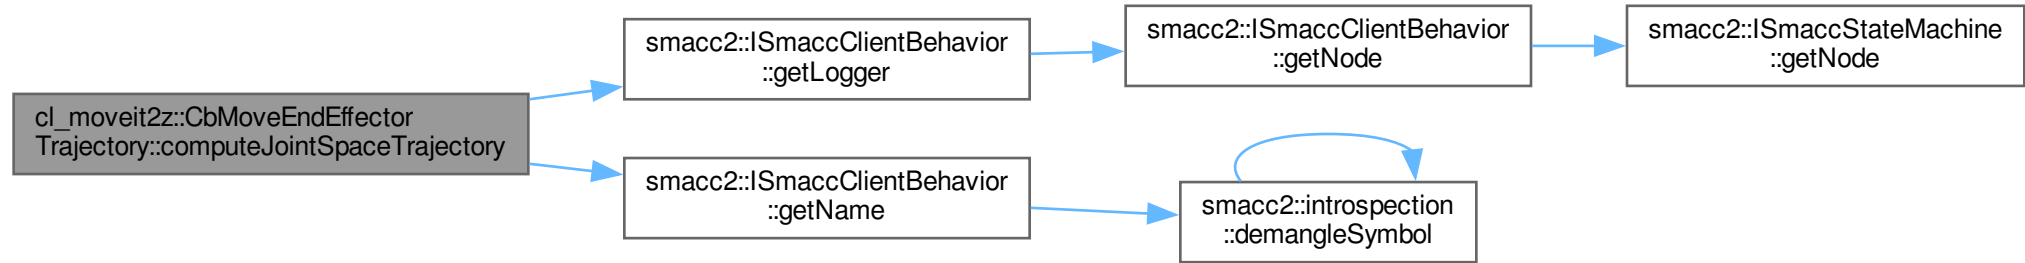 cl_moveit2z::CbMoveEndEffector
Trajectory::computeJointSpaceTrajectory
smacc2::ISmaccClientBehavior
::getLogger
smacc2::ISmaccClientBehavior
::getNode
smacc2::ISmaccStateMachine
::getNode
smacc2::ISmaccClientBehavior
::getName
smacc2::introspection
::demangleSymbol